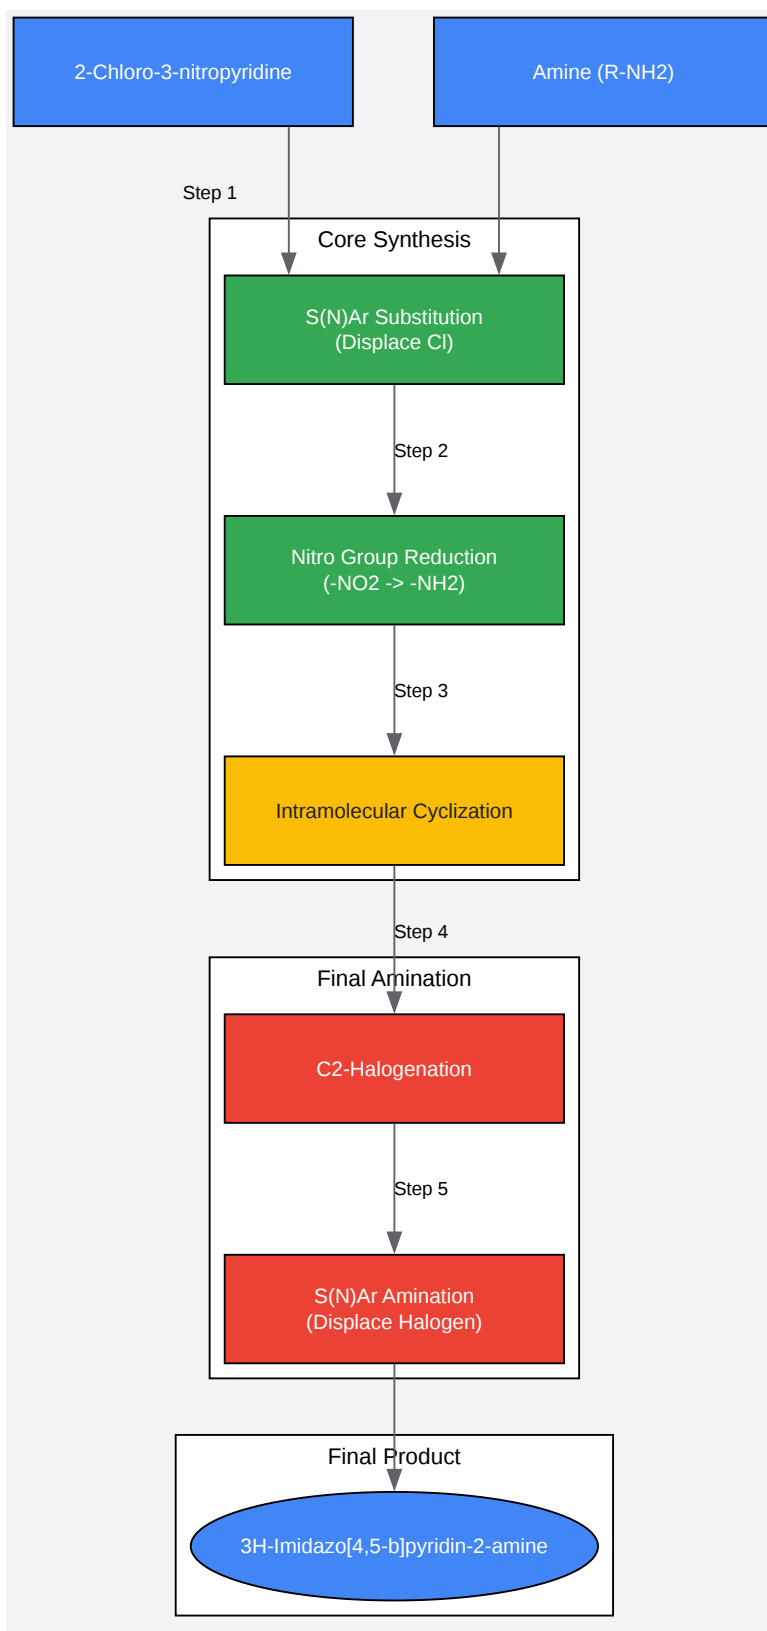 2-Chloro-3-nitropyridine
Amine (R-NH2)
Step 1
Core Synthesis
S(N)Ar Substitution
(Displace Cl)
Step 2
Nitro Group Reduction
(-NO2 -> -NH2)
Step 3
Intramolecular Cyclization
Step 4
Final Amination
C2-Halogenation
Step 5
S(N)Ar Amination
(Displace Halogen)
Final Product
3H-Imidazo[4,5-b]pyridin-2-amine